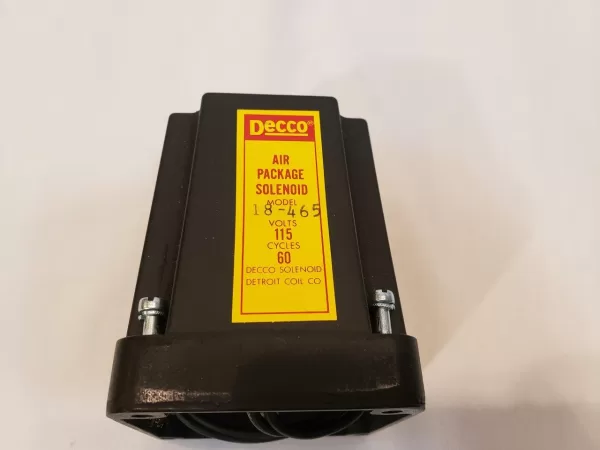 Decco
AIR
PACKAGE
SOLENOID
MODEL
18-465
VOLTS
115
CYCLES
60
DECCO SOLENOID
DETROIT COIL CO